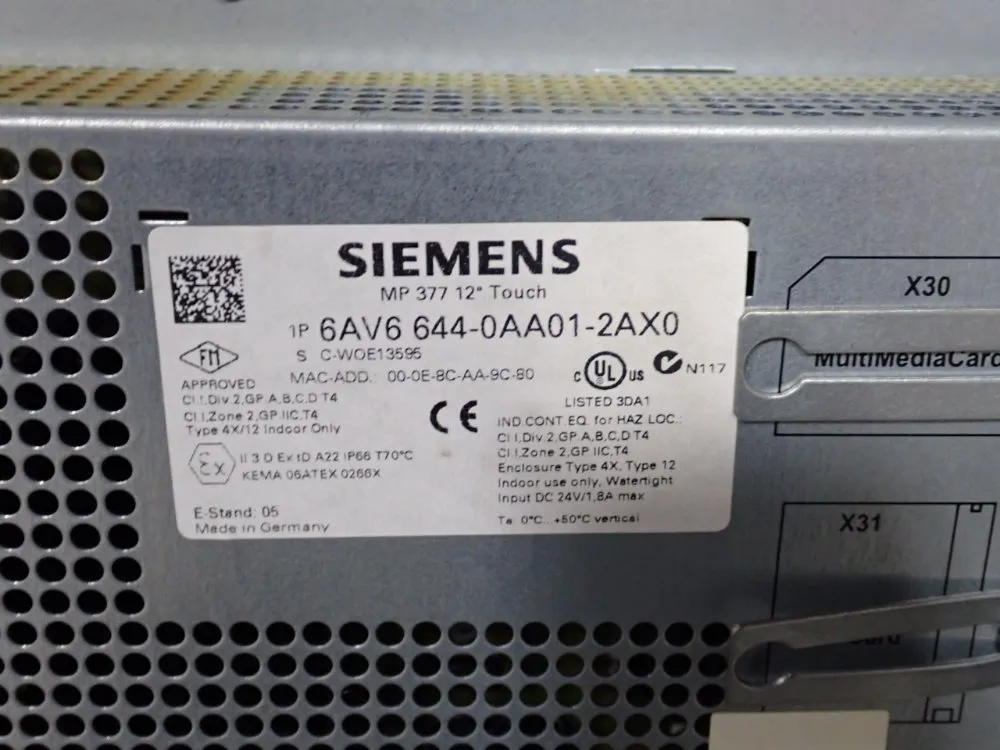 SIEMENS
MP 377 12" Touch
1P 6AV6 644-0AA01-2AX0
S C-WOE13595
MAC-ADD.: 00-0E-8C-AA-9C-80
FM
APPROVED
Cl I,Div 2,GP A,B,C,D T4
Cl I,Zone 2,GP IIC,T4
Type 4X/12 Indoor Only
Ex
II 3 D Ex tD A22 IP66 T70°C
KEMA 06ATEX 0266X
E-Stand: 05
Made in Germany
CE
C UL US
N117
LISTED 3DA1
IND CONT.EQ. for HAZ LOC.:
Cl I,Div 2,GP A,B,C,D T4
Cl I,Zone 2,GP IIC,T4
Enclosure Type 4X, Type 12
Indoor use only, Watertight
Input DC 24V/1,8A max
Ta 0°C...+50°C vertical
X30
MultiMediaCard
X31